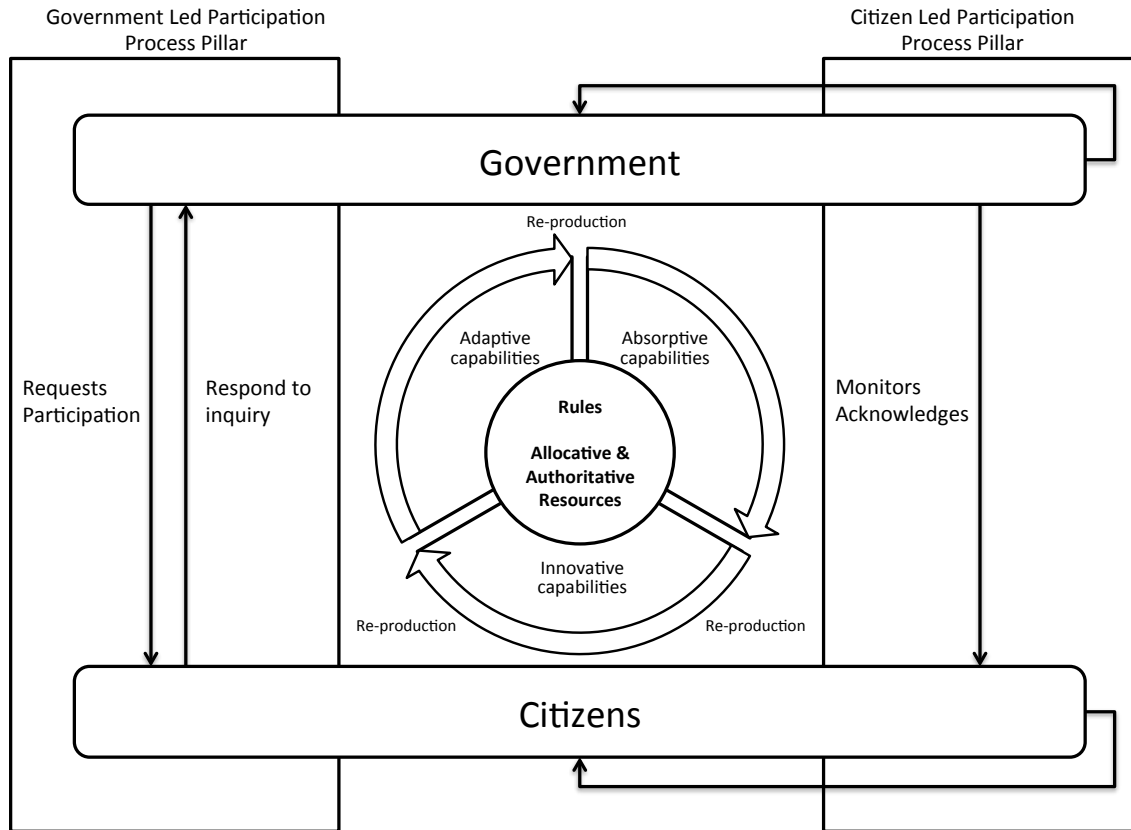 Government Led Participation
Process Pillar
Citizen Led Participation
Process Pillar
Government
Re-production
Adaptive
capabilities
Absorptive
capabilities
Requests
Participation
Respond to
inquiry
Rules
Allocative &
Authoritative
Resources
Monitors
Acknowledges
Innovative
capabilities
Re-production
Re-production
Citizens